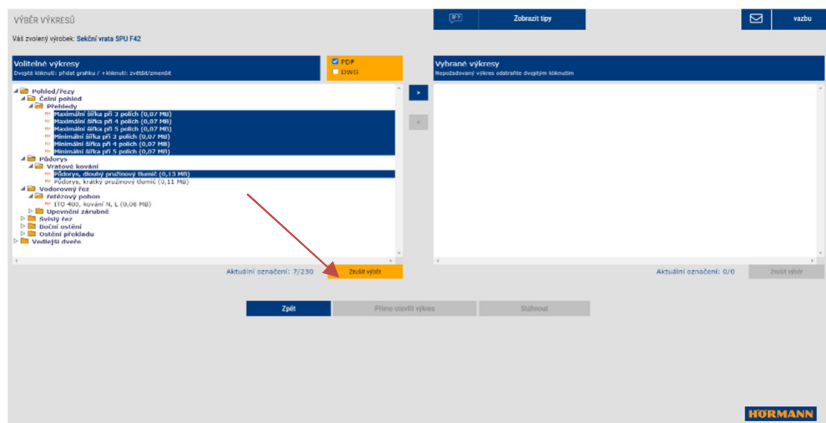 VÝBĚR VÝKRESŮ
Zobrazit tipy
vazbu
Váš zvolený výrobek: Sekční vrata SPU F42
Volitelné výkresy
Dvojitá kliknutí: přidat grafiku / +kliknutí: zvětšit/zmenšit
PDF
DWG
Vybrané výkresy
Nepožadovaný výkres odstraňte dvojitým kliknutím
>
<
Pohled/řezy
Čelní pohled
Přehledy
Maximální šířka při 3 polích (0,07 MB)
Maximální šířka při 4 polích (0,07 MB)
Maximální šířka při 5 polích (0,07 MB)
Minimální šířka při 3 polích (0,07 MB)
Minimální šířka při 4 polích (0,07 MB)
Minimální šířka při 5 polích (0,07 MB)
Půdorys
Vratové kování
Půdorys, dlouhý pružinový tlumič (0,13 MB)
Půdorys, krátký pružinový tlumič (0,11 MB)
Vodorovný řez
řetězový pohon
ITO 400, kování N, L (0,08 MB)
Upevnění zárubně
Svislý řez
Boční ostění
Ostění překladu
Vedlejší dveře
Aktuální označení: 7/230
Zrušit výběr
Aktuální označení: 0/0
Zrušit výběr
Zpět
Přímo otevřít výkres
Stáhnout
HÖRMANN